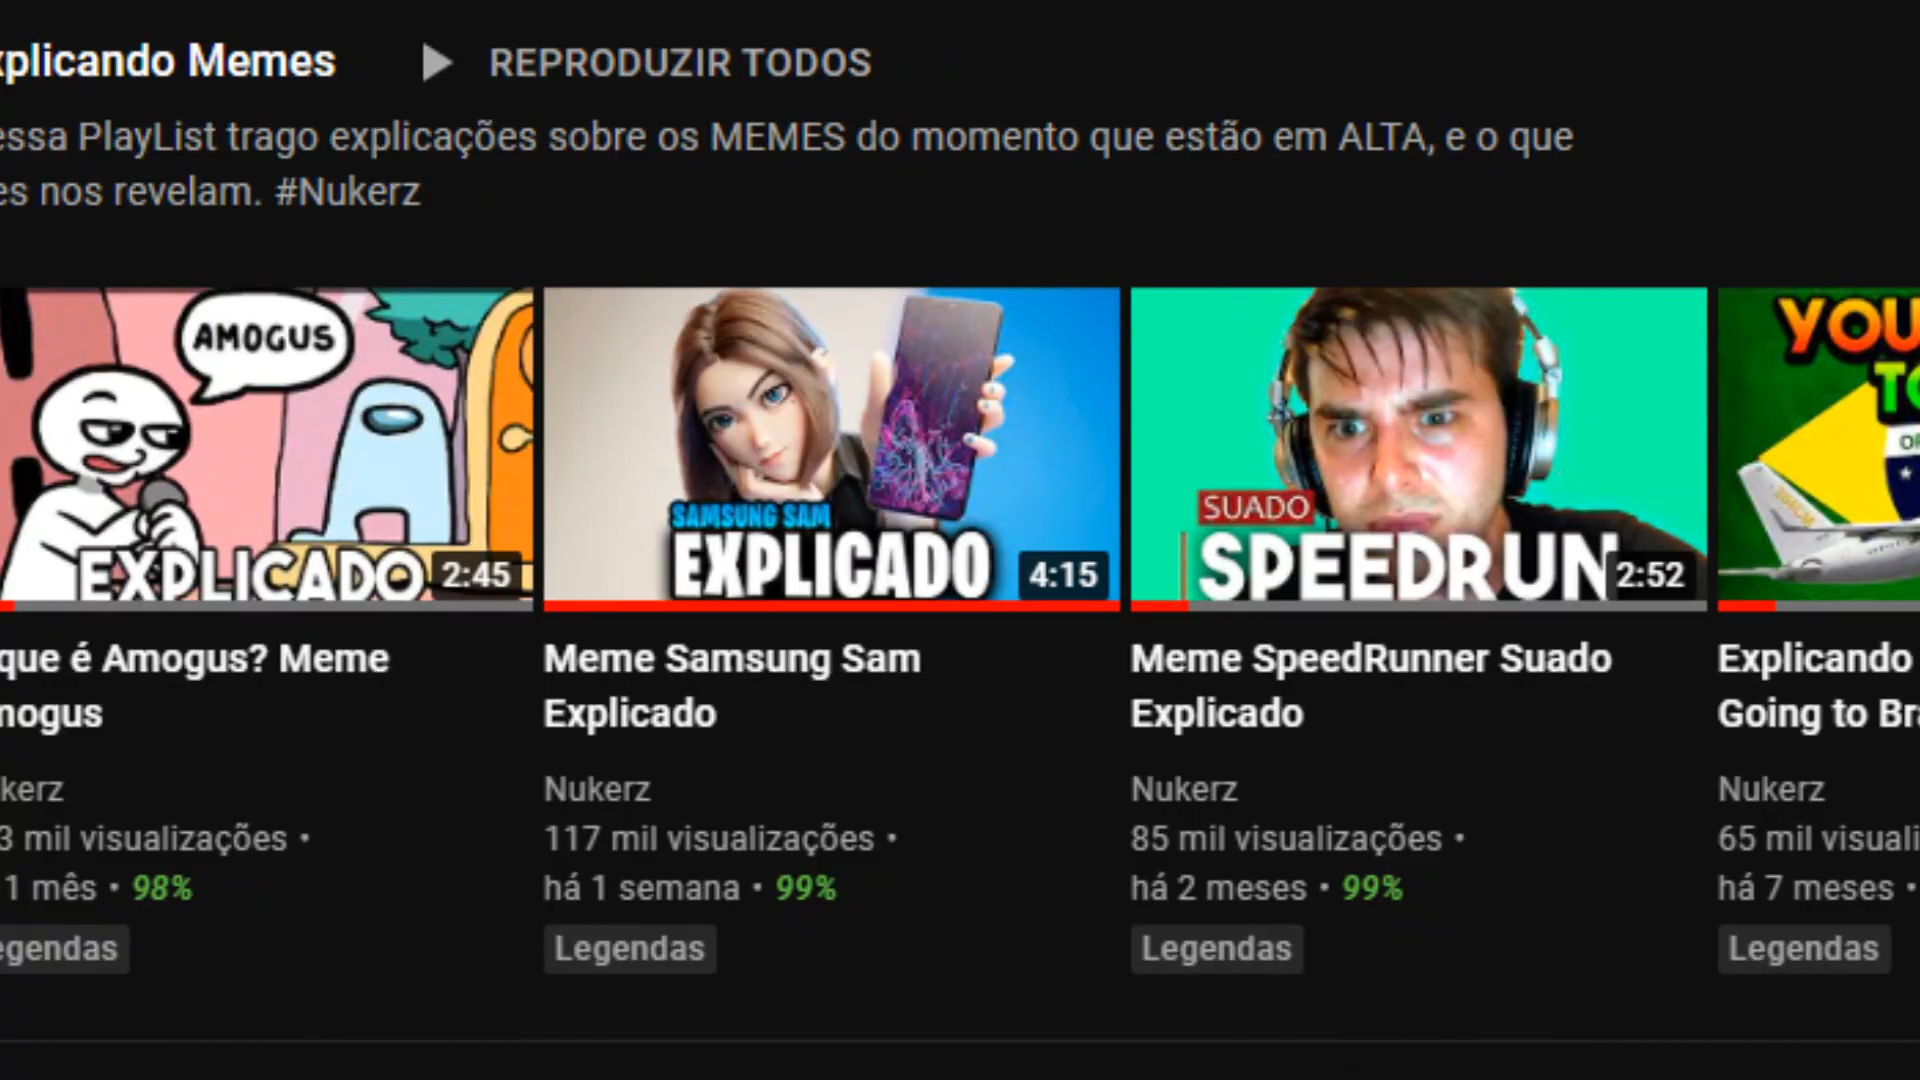 xplicando Memes
REPRODUZIR TODOS
essa PlayList trago explicações sobre os MEMES do momento que estão em ALTA, e o que
es nos revelam. #Nukerz
AMOGUS
EXPLICADO
2:45
que é Amogus? Meme
mogus
kerz
3 mil visualizações •
1 mês • 98%
egendas
SAMSUNG SAM
EXPLICADO
4:15
Meme Samsung Sam
Explicado
Nukerz
117 mil visualizações •
há 1 semana • 99%
Legendas
SUADO
SPEEDRUN
2:52
Meme SpeedRunner Suado
Explicado
Nukerz
85 mil visualizações •
há 2 meses • 99%
Legendas
YOU
TO
OR
Explicando
Going to Bra
Nukerz
65 mil visuali
há 7 meses •
Legendas